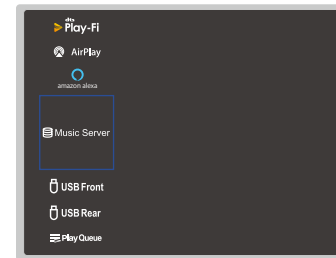 dts
Play-Fi
AirPlay
amazon alexa
Music Server
USB Front
USB Rear
Play Queue